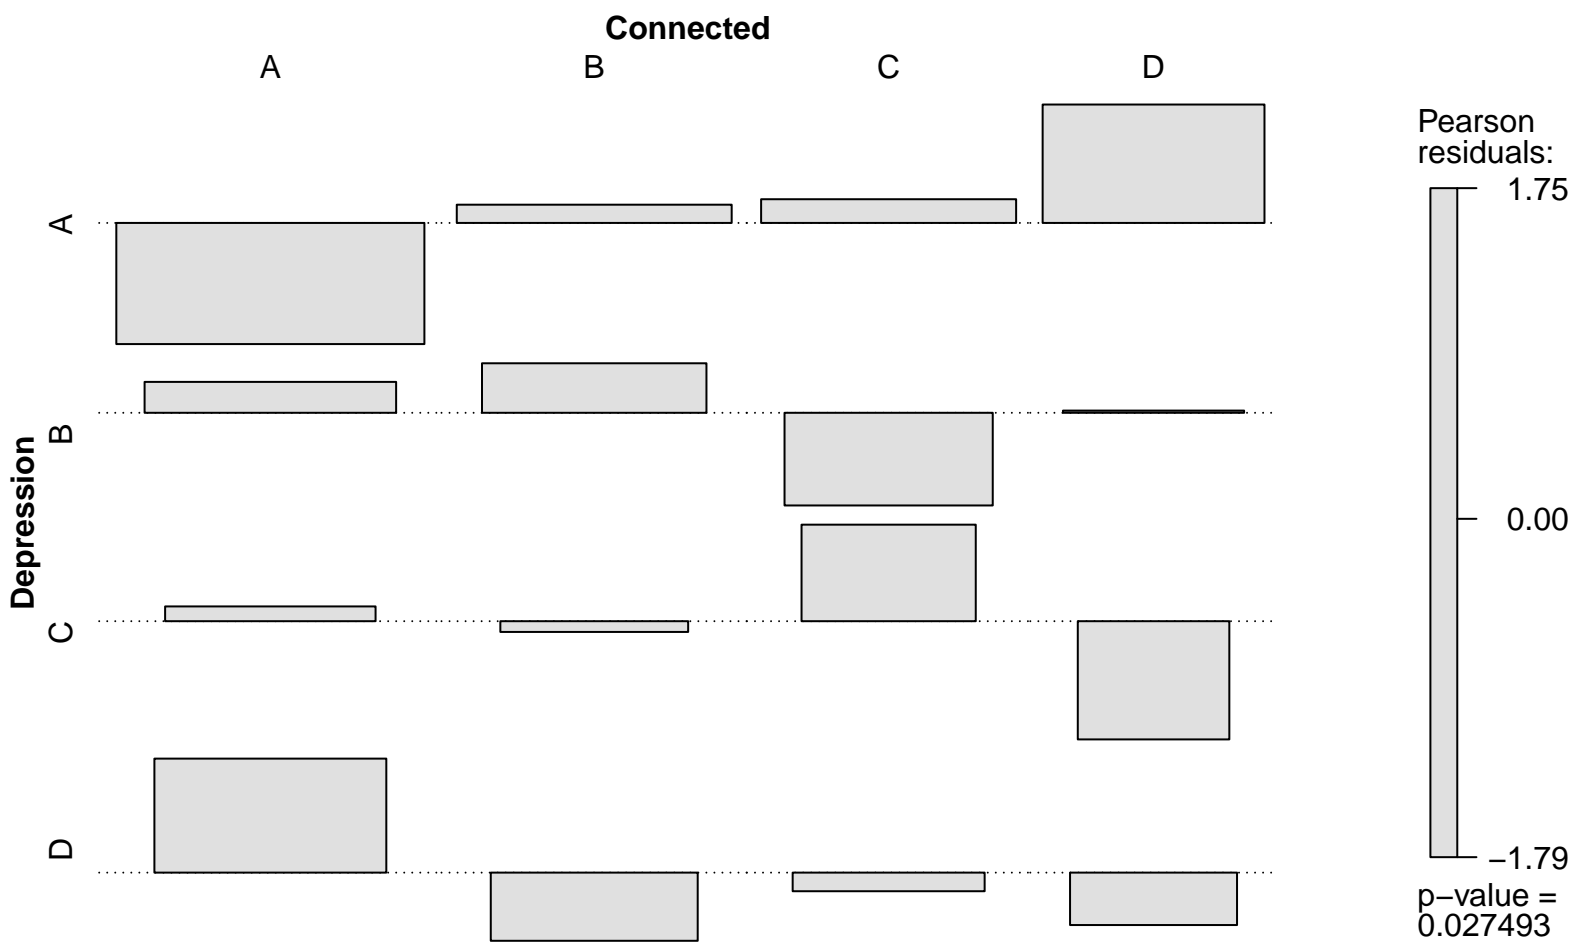 Connected
A B C D
Depression
A
B
C
D
Pearson
residuals:
1.75
0.00
−1.79
p−value =
0.027493